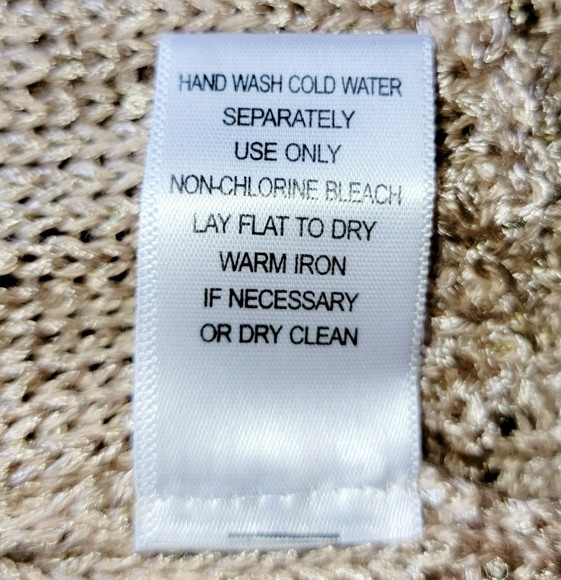 HAND WASH COLD WATER
SEPARATELY
USE ONLY
NON-CHLORINE BLEACH
LAY FLAT TO DRY
WARM IRON
IF NECESSARY
OR DRY CLEAN